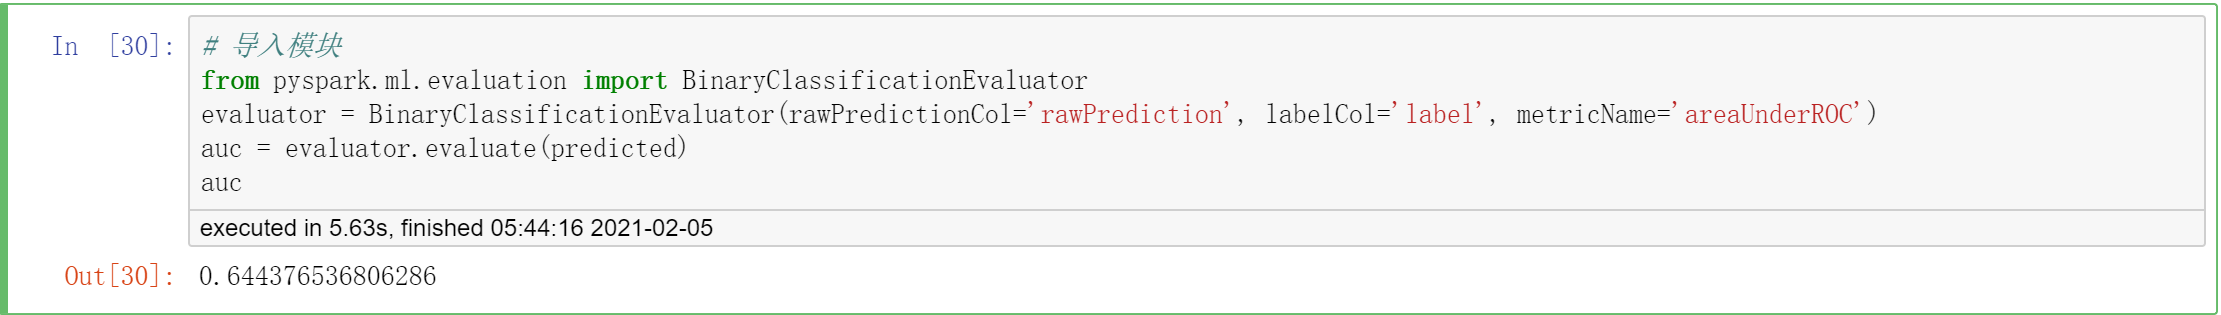 In [30]: # 导入模块
from pyspark.ml.evaluation import BinaryClassificationEvaluator
evaluator = BinaryClassificationEvaluator(rawPredictionCol='rawPrediction', labelCol='label', metricName='areaUnderROC')
auc = evaluator.evaluate(predicted)
auc
executed in 5.63s, finished 05:44:16 2021-02-05
Out[30]: 0.644376536806286